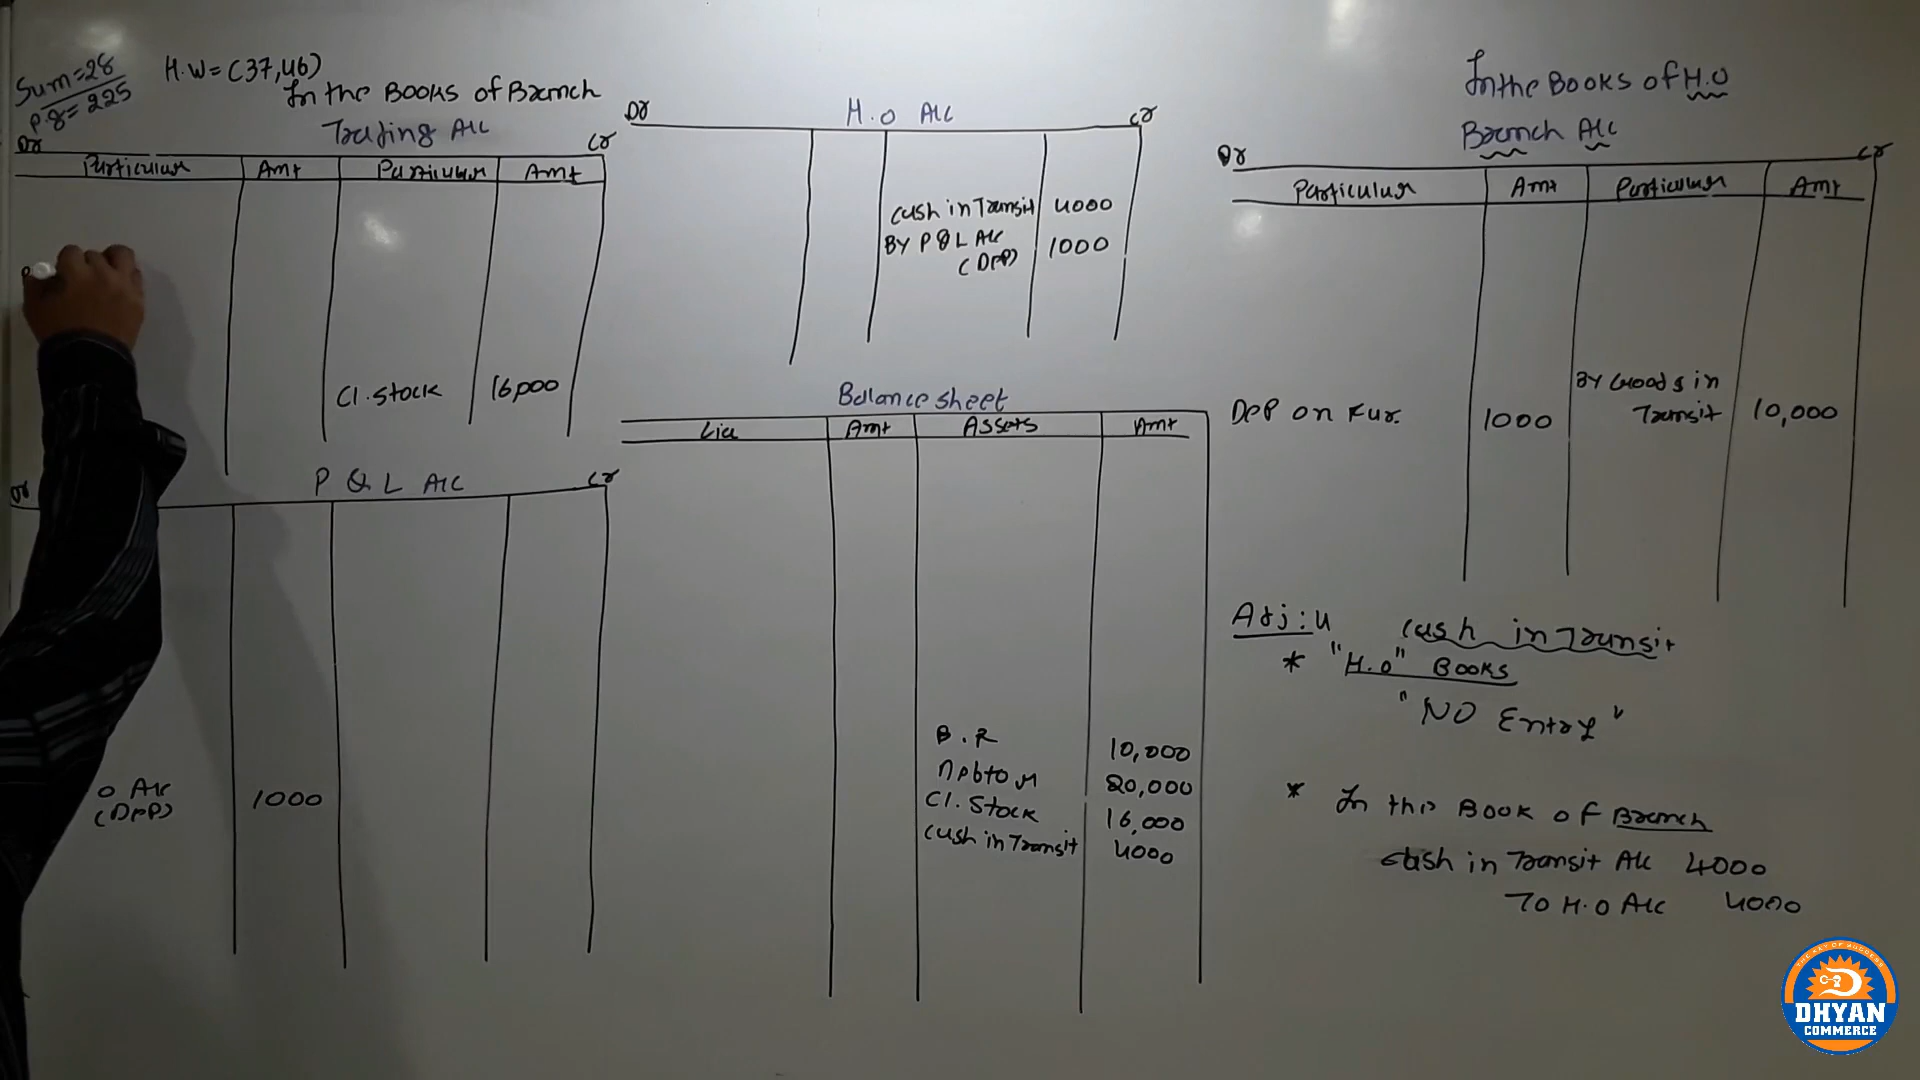 Sum=28
P.g=225
H.W=(37,46)
In the Books of Branch
Trading A/c
Dr
Cr
Particular Amt Particular Amt
Cl.stock 16,000
P & L A/c
Dr
Cr
o A/c 1000
(Dep)
H.o A/c
Dr
Cr
Cash in Transit 4000
BY P & L A/c 1000
(Dep)
Balance sheet
Lia Amt Assets Amt
B.R 10,000
20,000
Cl. Stock 16,000
Cash in Transit 4000
In the Books of H.O
Branch A/c
Dr
Cr
Particular Amt Particular Amt
Dep on Fur. 1000
BY Goods in
Transit 10,000
Adj:4 Cash in Transit
* "H.o" Books
"NO Entry"
* In the Book of Branch
Cash in Transit A/c 4000
To H.O A/c 4000
THE KEY OF SUCCESS
DHYAN
COMMERCE